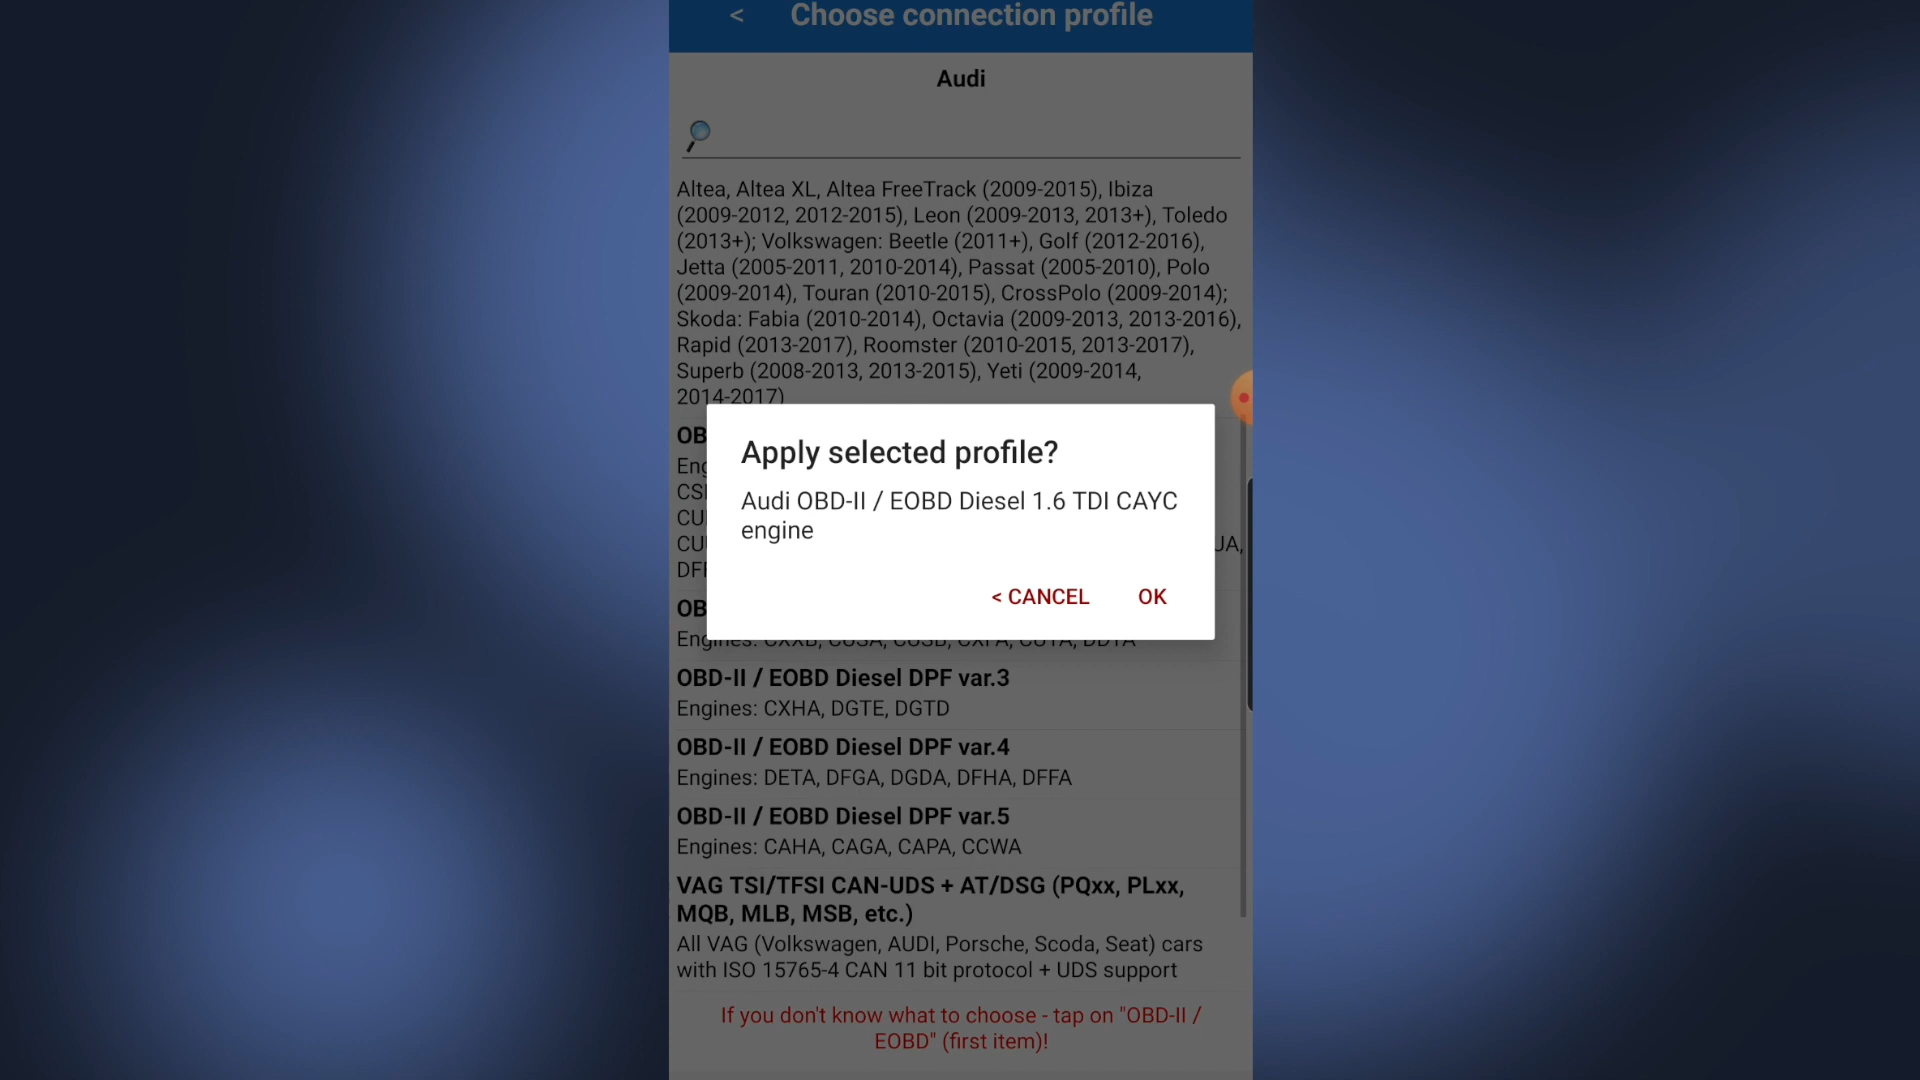 < Choose connection profile
Audi
Altea, Altea XL, Altea FreeTrack (2009-2015), Ibiza
(2009-2012, 2012-2015), Leon (2009-2013, 2013+), Toledo
(2013+); Volkswagen: Beetle (2011+), Golf (2012-2016),
Jetta (2005-2011, 2010-2014), Passat (2005-2010), Polo
(2009-2014), Touran (2010-2015), CrossPolo (2009-2014);
Skoda: Fabia (2010-2014), Octavia (2009-2013, 2013-2016),
Rapid (2013-2017), Roomster (2010-2015, 2013-2017),
Superb (2008-2013, 2013-2015), Yeti (2009-2014,
2014-2017)
Apply selected profile?
Audi OBD-II / EOBD Diesel 1.6 TDI CAYC
engine
< CANCEL OK
OBD-II / EOBD Diesel DPF var.3
Engines: CXHA, DGTE, DGTD
OBD-II / EOBD Diesel DPF var.4
Engines: DETA, DFGA, DGDA, DFHA, DFFA
OBD-II / EOBD Diesel DPF var.5
Engines: CAHA, CAGA, CAPA, CCWA
VAG TSI/TFSI CAN-UDS + AT/DSG (PQxx, PLxx,
MQB, MLB, MSB, etc.)
All VAG (Volkswagen, AUDI, Porsche, Scoda, Seat) cars
with ISO 15765-4 CAN 11 bit protocol + UDS support
If you don't know what to choose - tap on "OBD-II /
EOBD" (first item)!